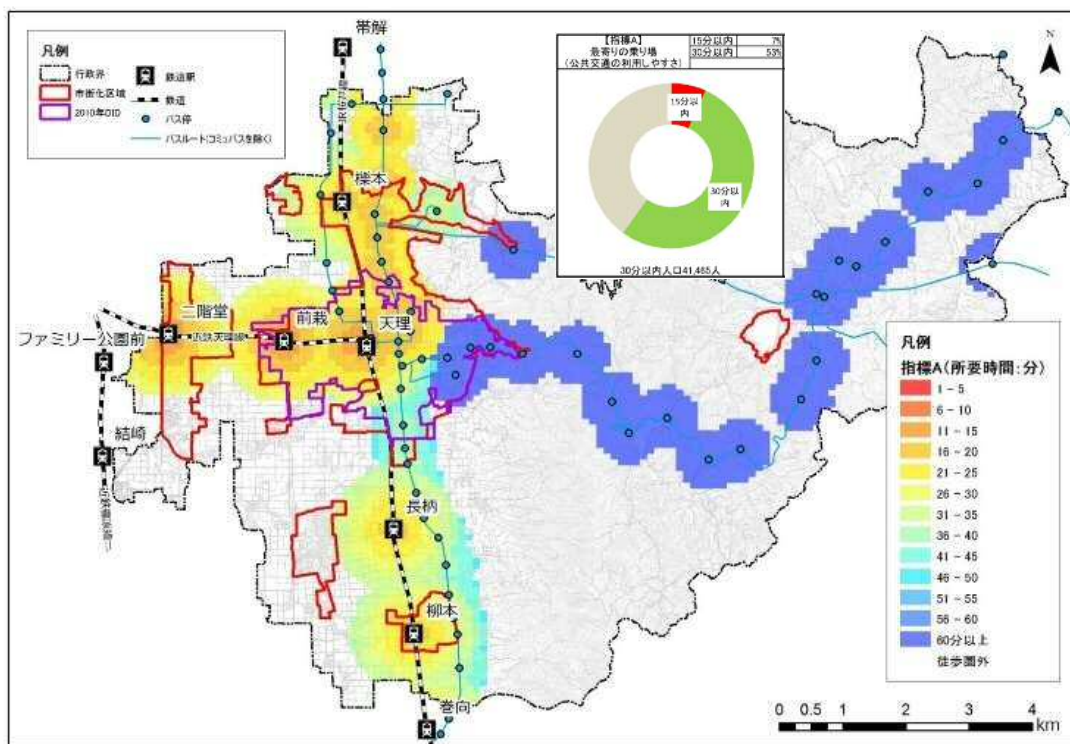 帯解
凡例
行政界
市街化区域
2010年DID
鉄道駅
鉄道
バス停
バスルート(コミュバスを除く)
【指標A】
最寄りの乗り場
(公共交通の利用しやすさ)
15分以内 7%
30分以内 53%
15分以内
30分以内
30分以内人口41,465人
N
櫟本
二階堂
前栽
天理
ファミリー公園前
近鉄天理線
結崎
長柄
柳本
巻向
凡例
指標A(所要時間:分)
1 - 5
6 - 10
11 - 15
16 - 20
21 - 25
26 - 30
31 - 35
36 - 40
41 - 45
46 - 50
51 - 55
56 - 60
60分以上
徒歩圏外
0 0.5 1 2 3 4
km